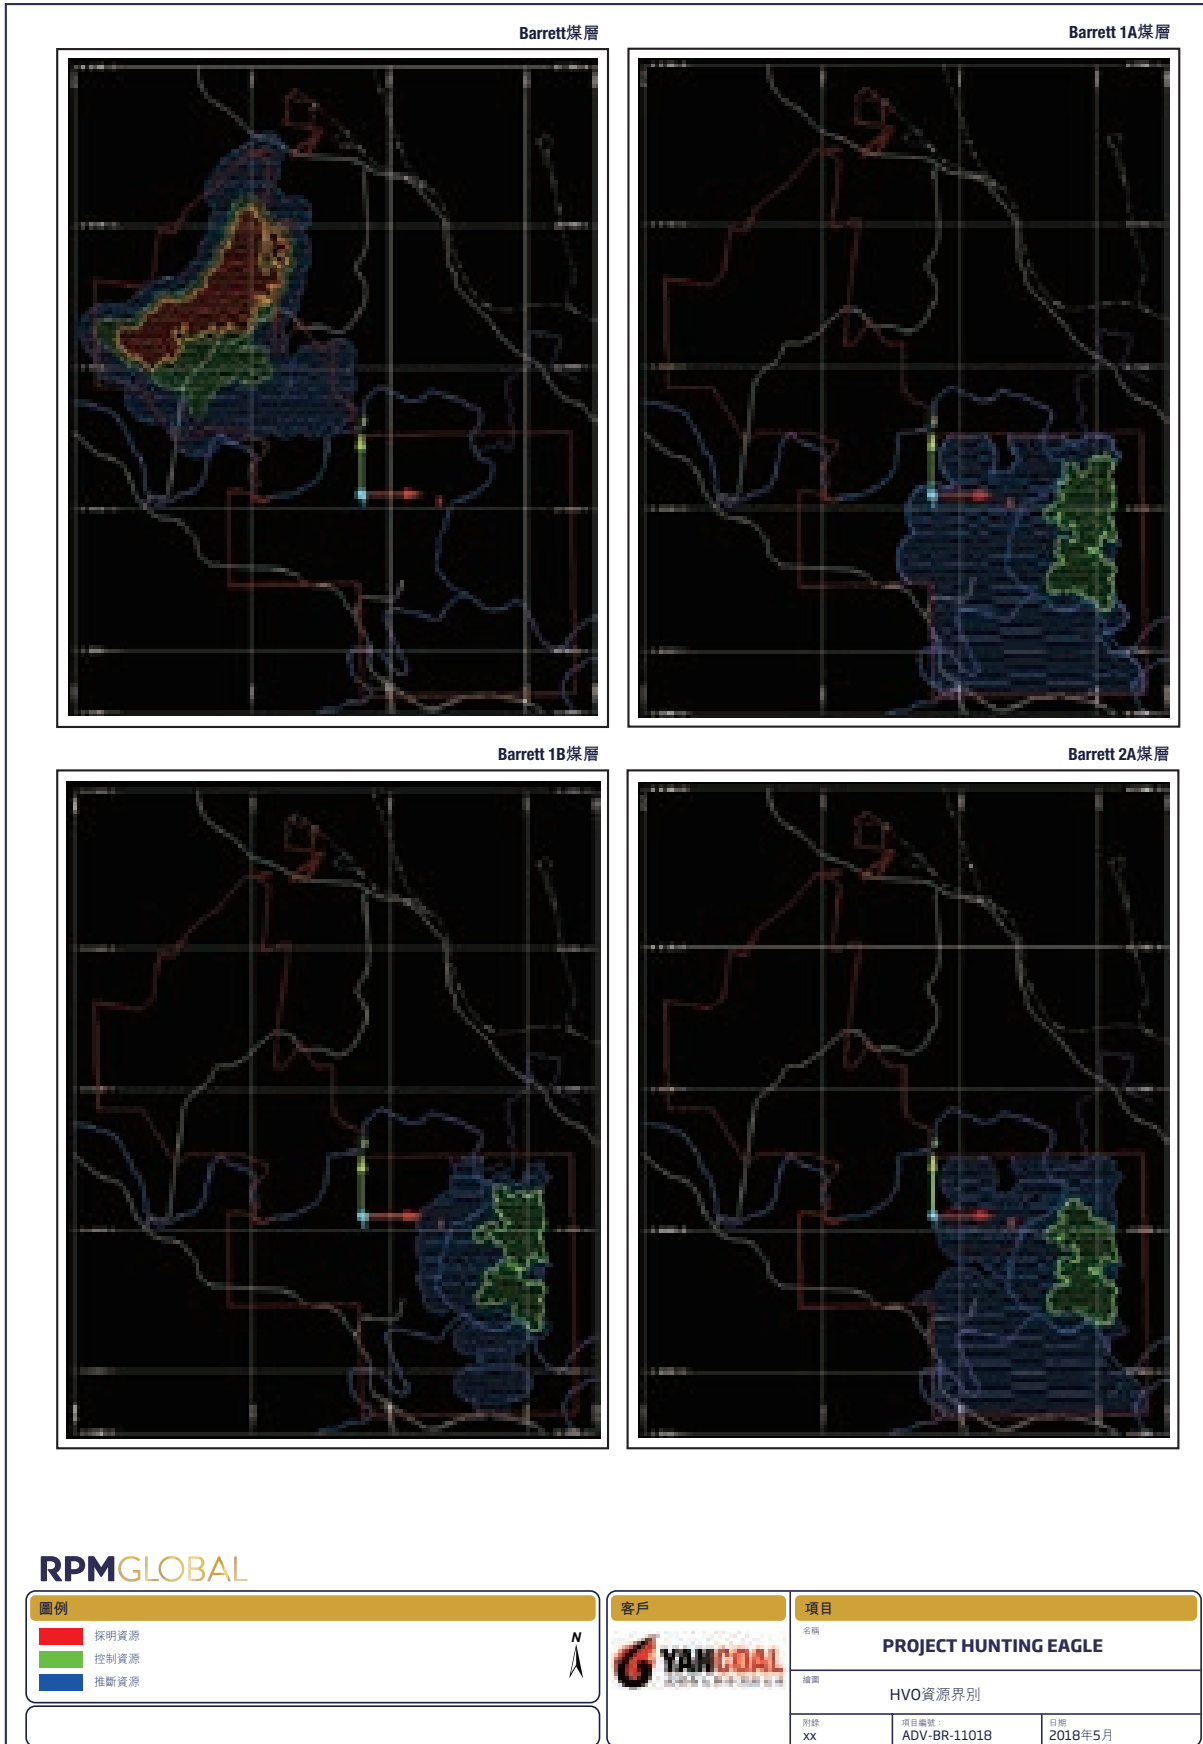 Barrett煤層
Barrett 1A煤層
Barrett 1B煤層
Barrett 2A煤層
RPMGLOBAL
圖例
探明資源
控制資源
推斷資源
N
客戶
YANCOAL
項目
名稱
PROJECT HUNTING EAGLE
繪圖
HVO資源界別
附錄
xx
項目編號：
ADV-BR-11018
日期
2018年5月